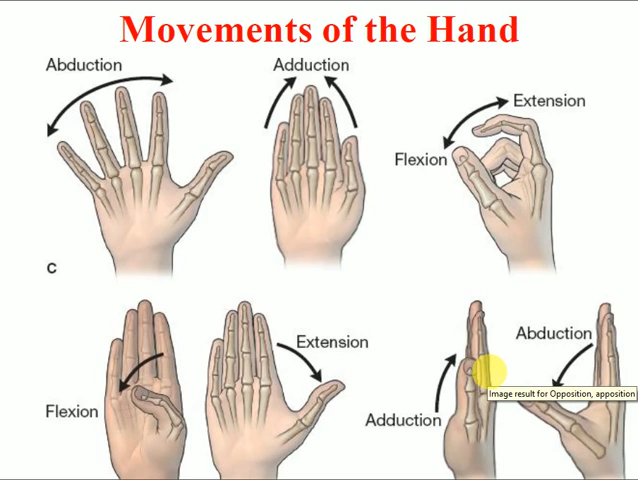 Movements of the Hand
Abduction
Adduction
Extension
Flexion
C
Extension
Abduction
Flexion
Adduction
Image result for Opposition, apposition